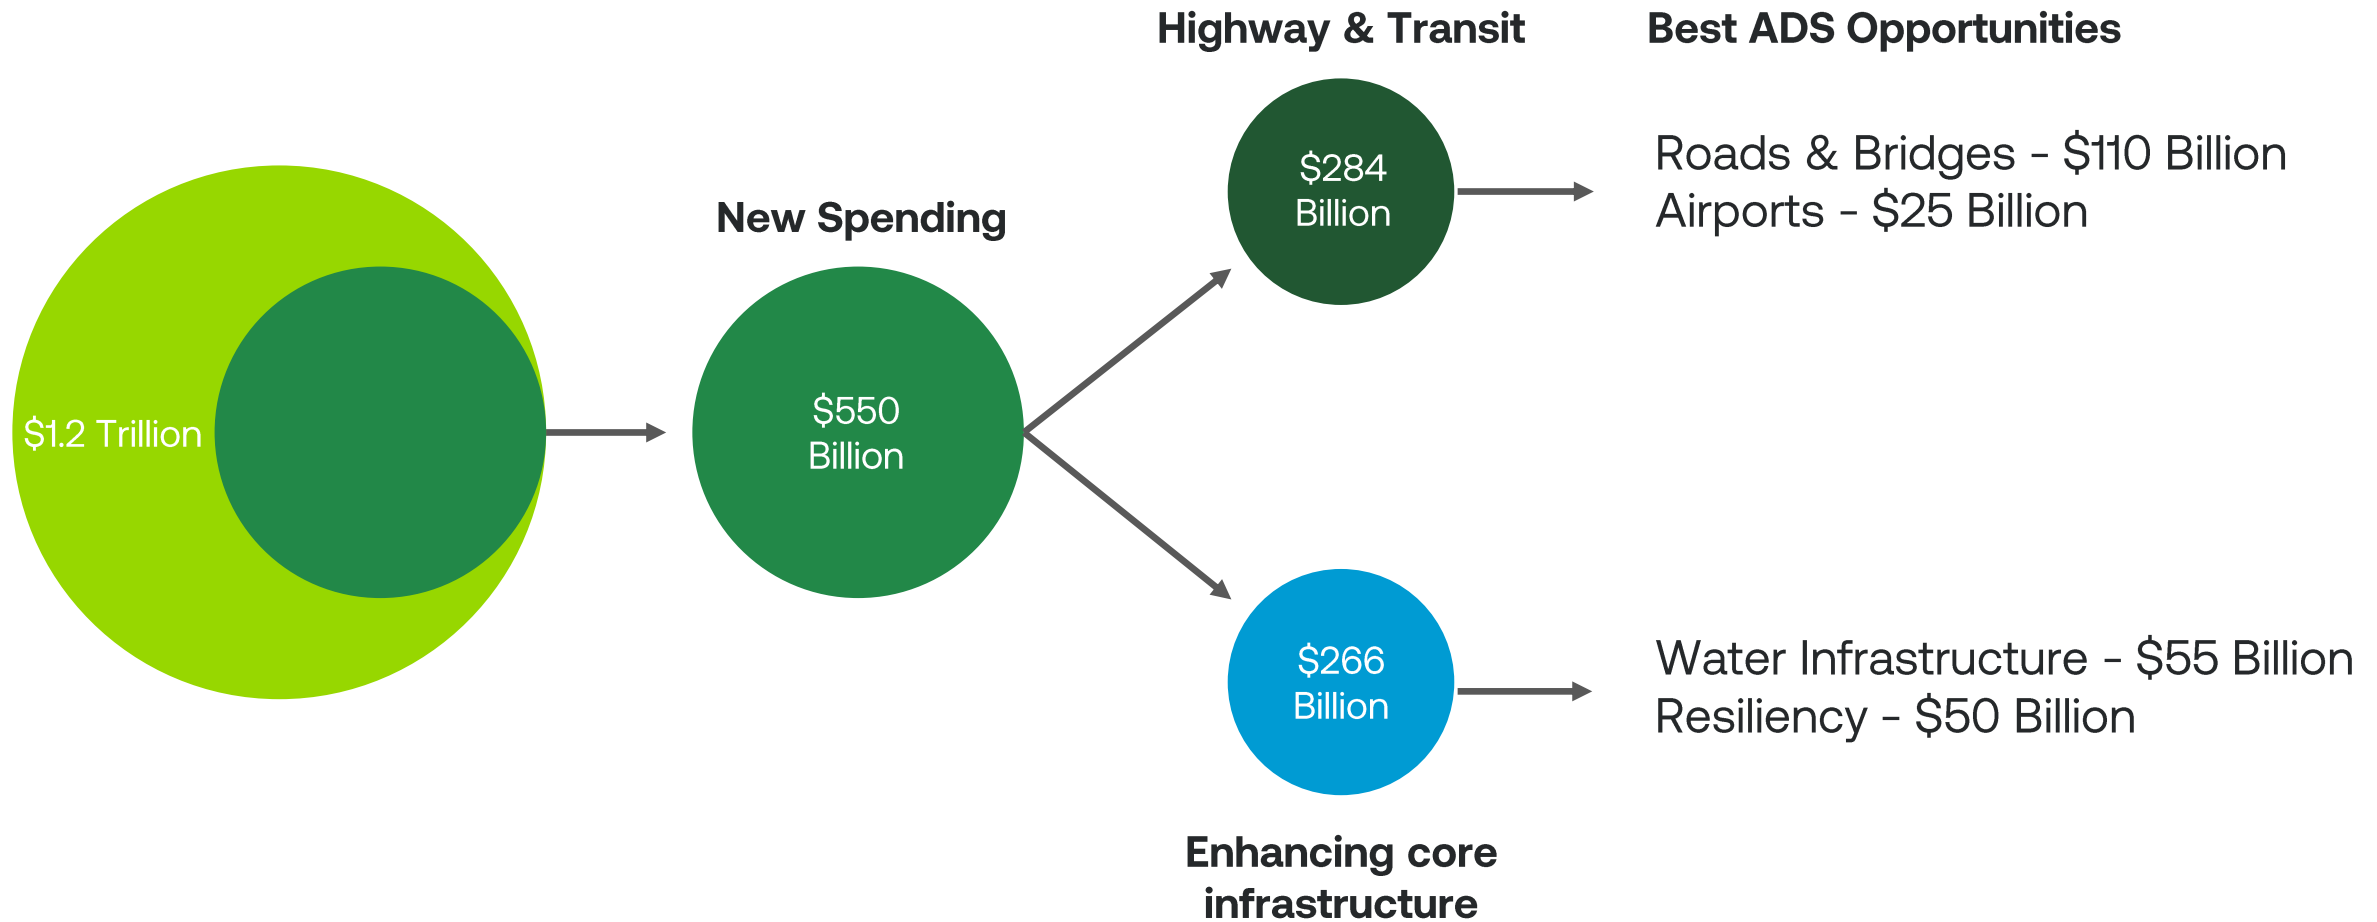 Highway & Transit
Best ADS Opportunities
$284
Billion
Roads & Bridges - $110 Billion
Airports - $25 Billion
New Spending
$1.2 Trillion
$550
Billion
$266
Billion
Water Infrastructure - $55 Billion
Resiliency - $50 Billion
Enhancing core
infrastructure